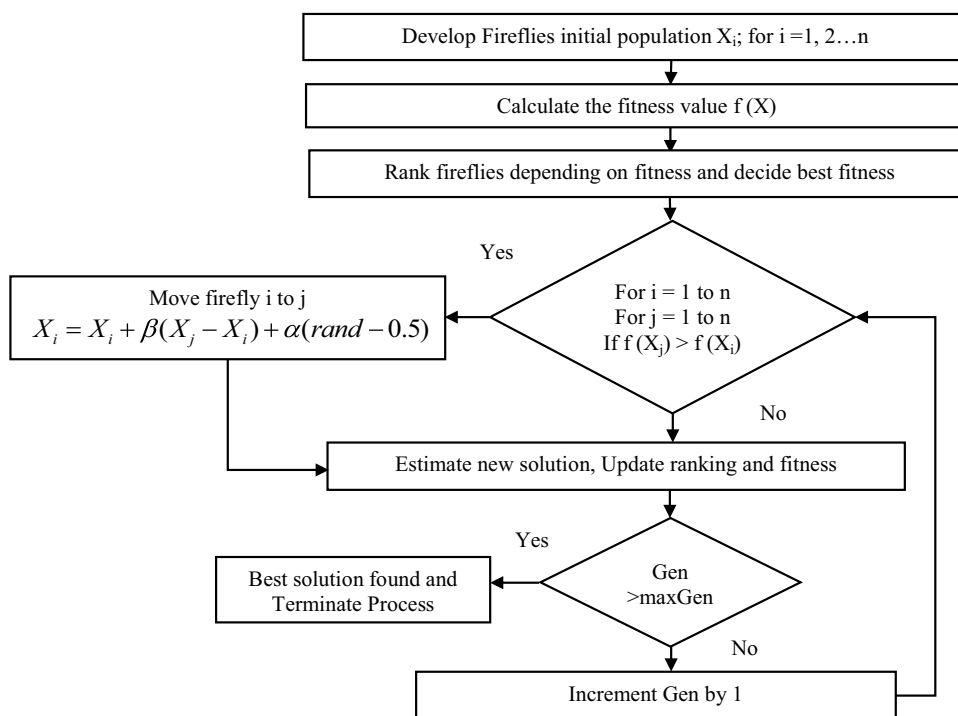 Develop Fireflies initial population Xᵢ; for i =1, 2…n
Calculate the fitness value f (X)
Rank fireflies depending on fitness and decide best fitness
Yes
Move firefly i to j
Xᵢ = Xᵢ + β(Xⱼ − Xᵢ) + α(rand − 0.5)
For i = 1 to n
For j = 1 to n
If f (Xⱼ) > f (Xᵢ)
No
Estimate new solution, Update ranking and fitness
Yes
Best solution found and
Terminate Process
Gen
>maxGen
No
Increment Gen by 1